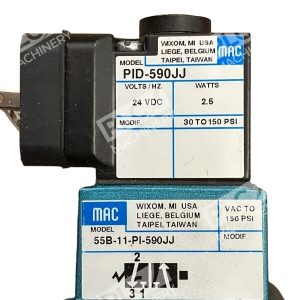 WIXOM, MI USA
LIEGE, BELGIUM
TAIPEI, TAIWAN
MAC
MODEL
PID-590JJ
VOLTS/HZ.
WATTS
24 VDC
2.5
MODIF.
30 TO 150 PSI
MAC
WIXOM, MI USA
LIEGE, BELGIUM
TAIPEI, TAIWAN
VAC TO
150 PSI
MODEL
55B-11-PI-590JJ
MODIF.
2
3 1